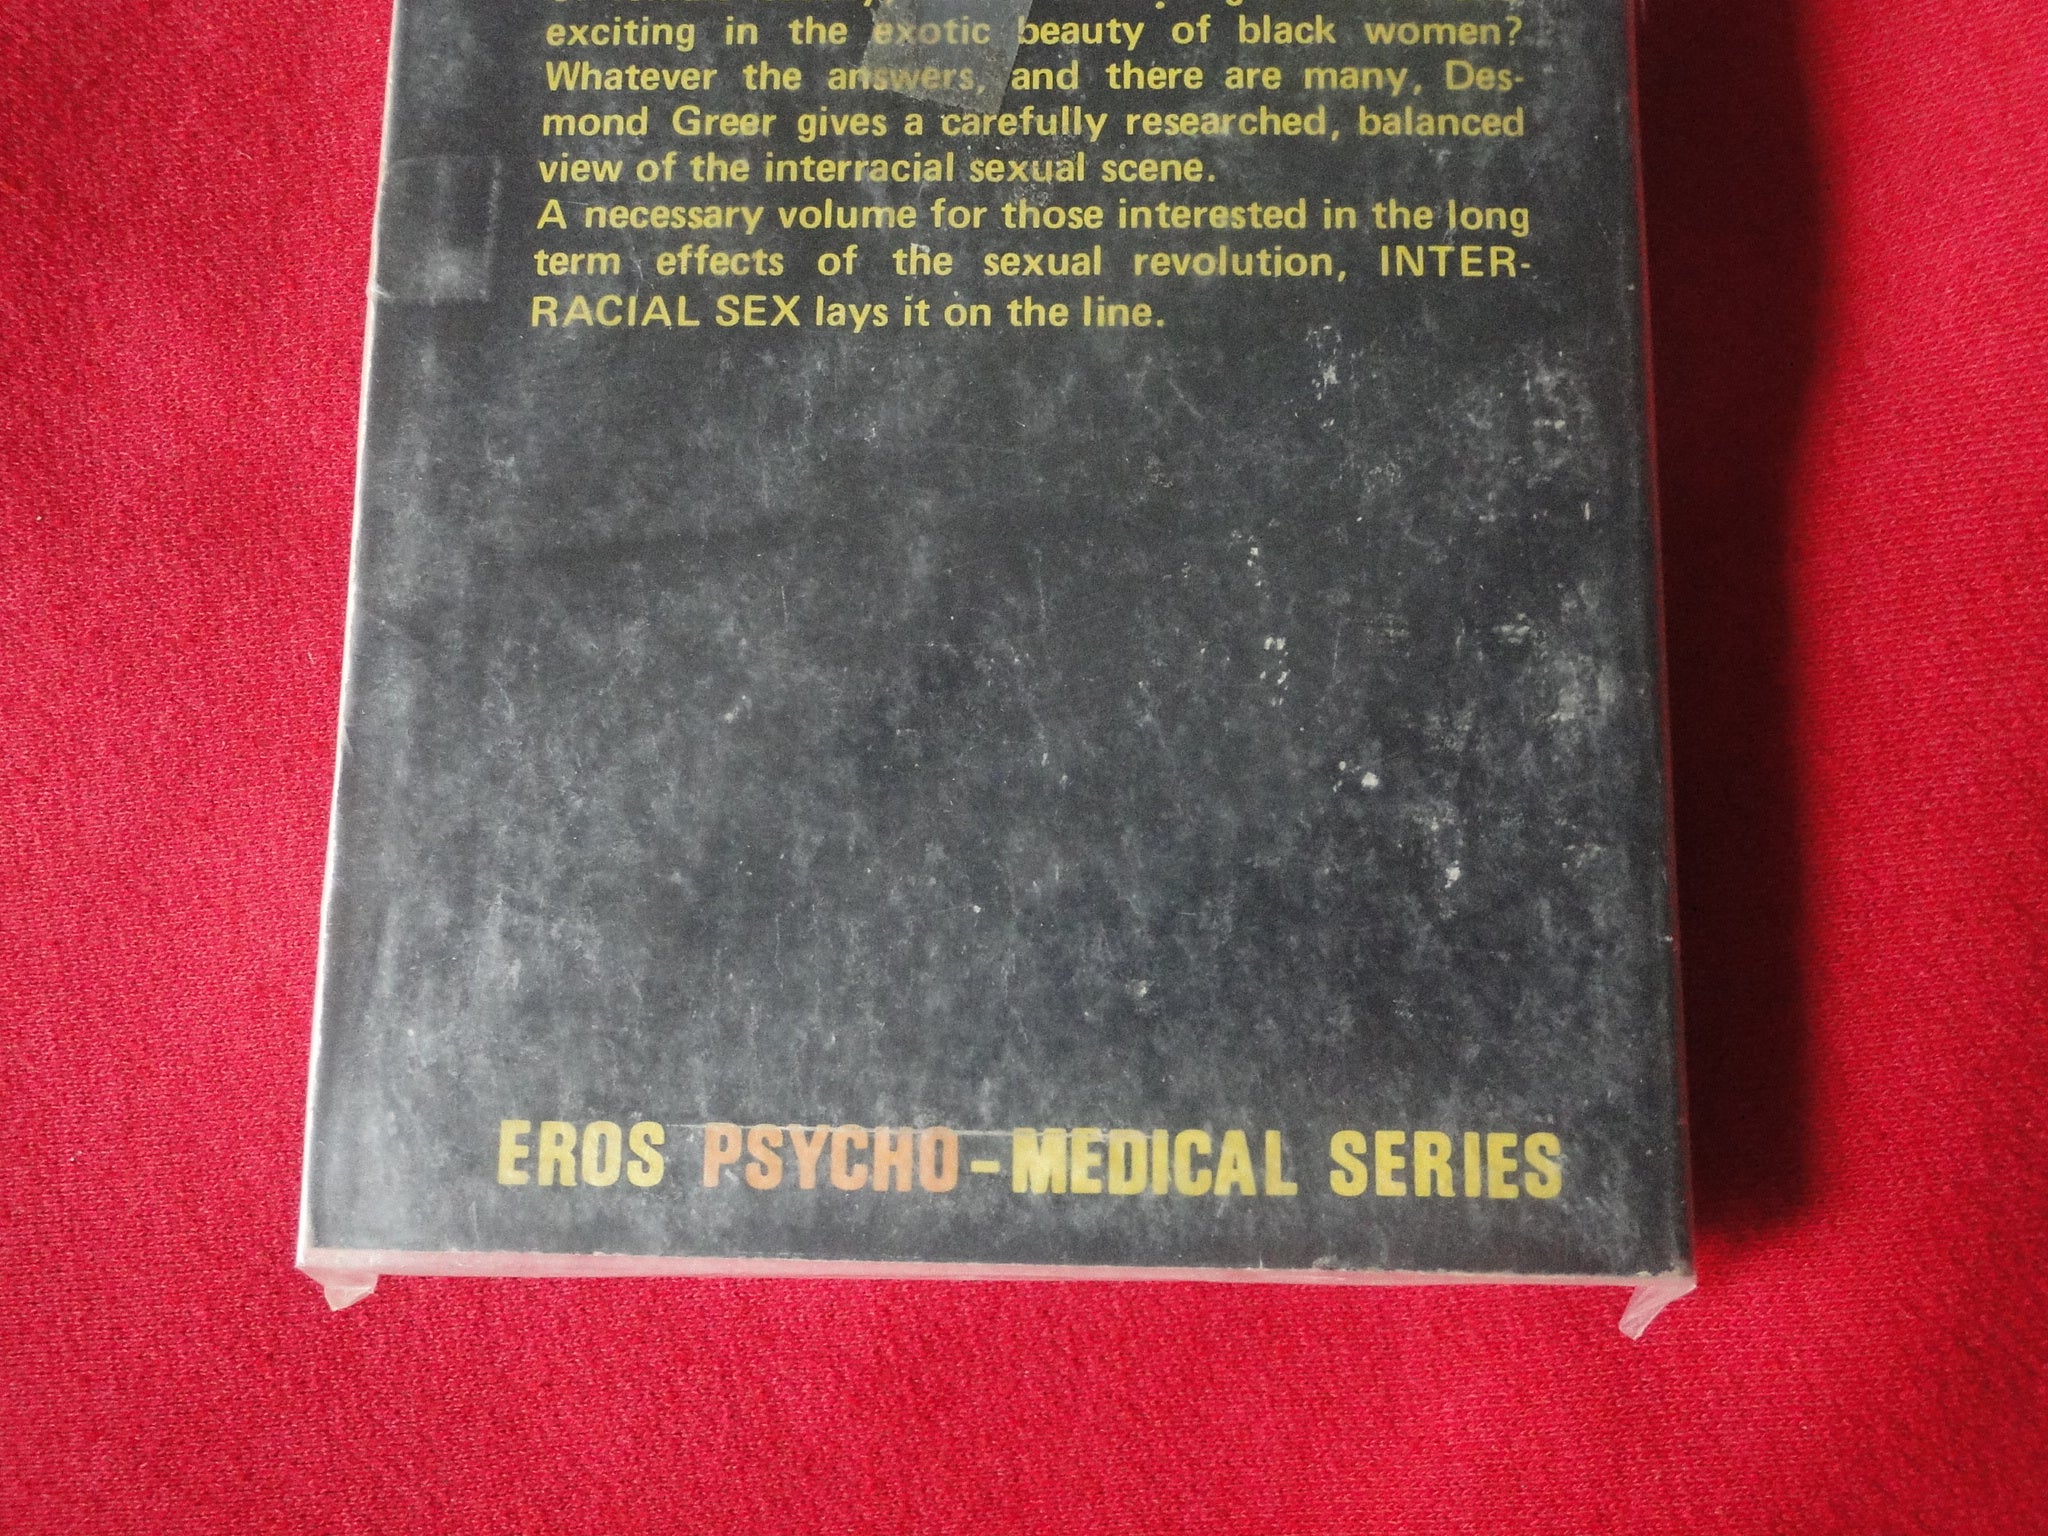 exciting in the exotic beauty of black women?
Whatever the answers, and there are many, Des-
mond Greer gives a carefully researched, balanced
view of the interracial sexual scene.
A necessary volume for those interested in the long
term effects of the sexual revolution, INTER-
RACIAL SEX lays it on the line.
EROS PSYCHO-MEDICAL SERIES